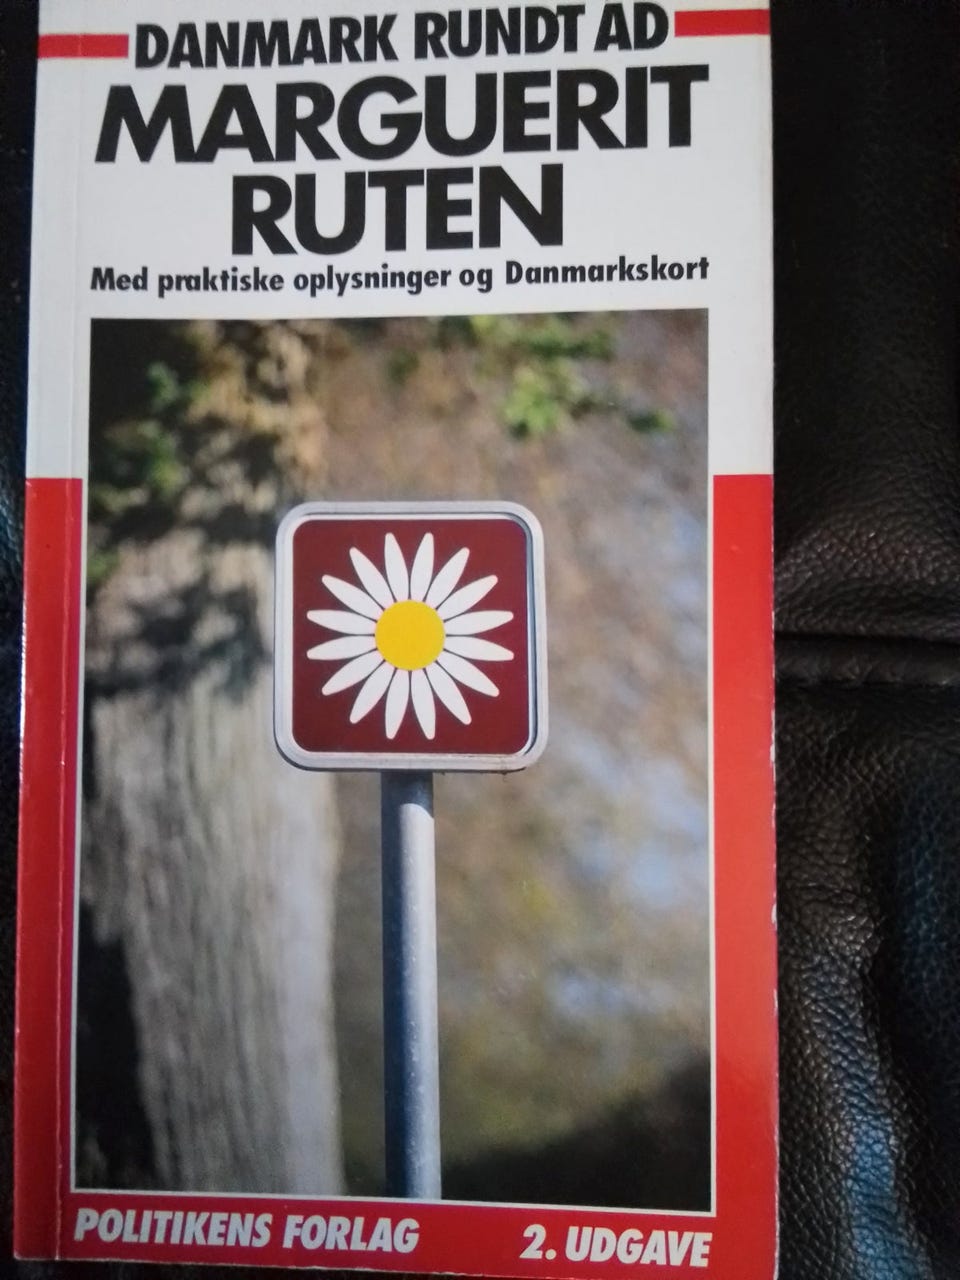 DANMARK RUNDT AD
MARGUERIT
RUTEN
Med praktiske oplysninger og Danmarkskort
POLITIKENS FORLAG
2. UDGAVE